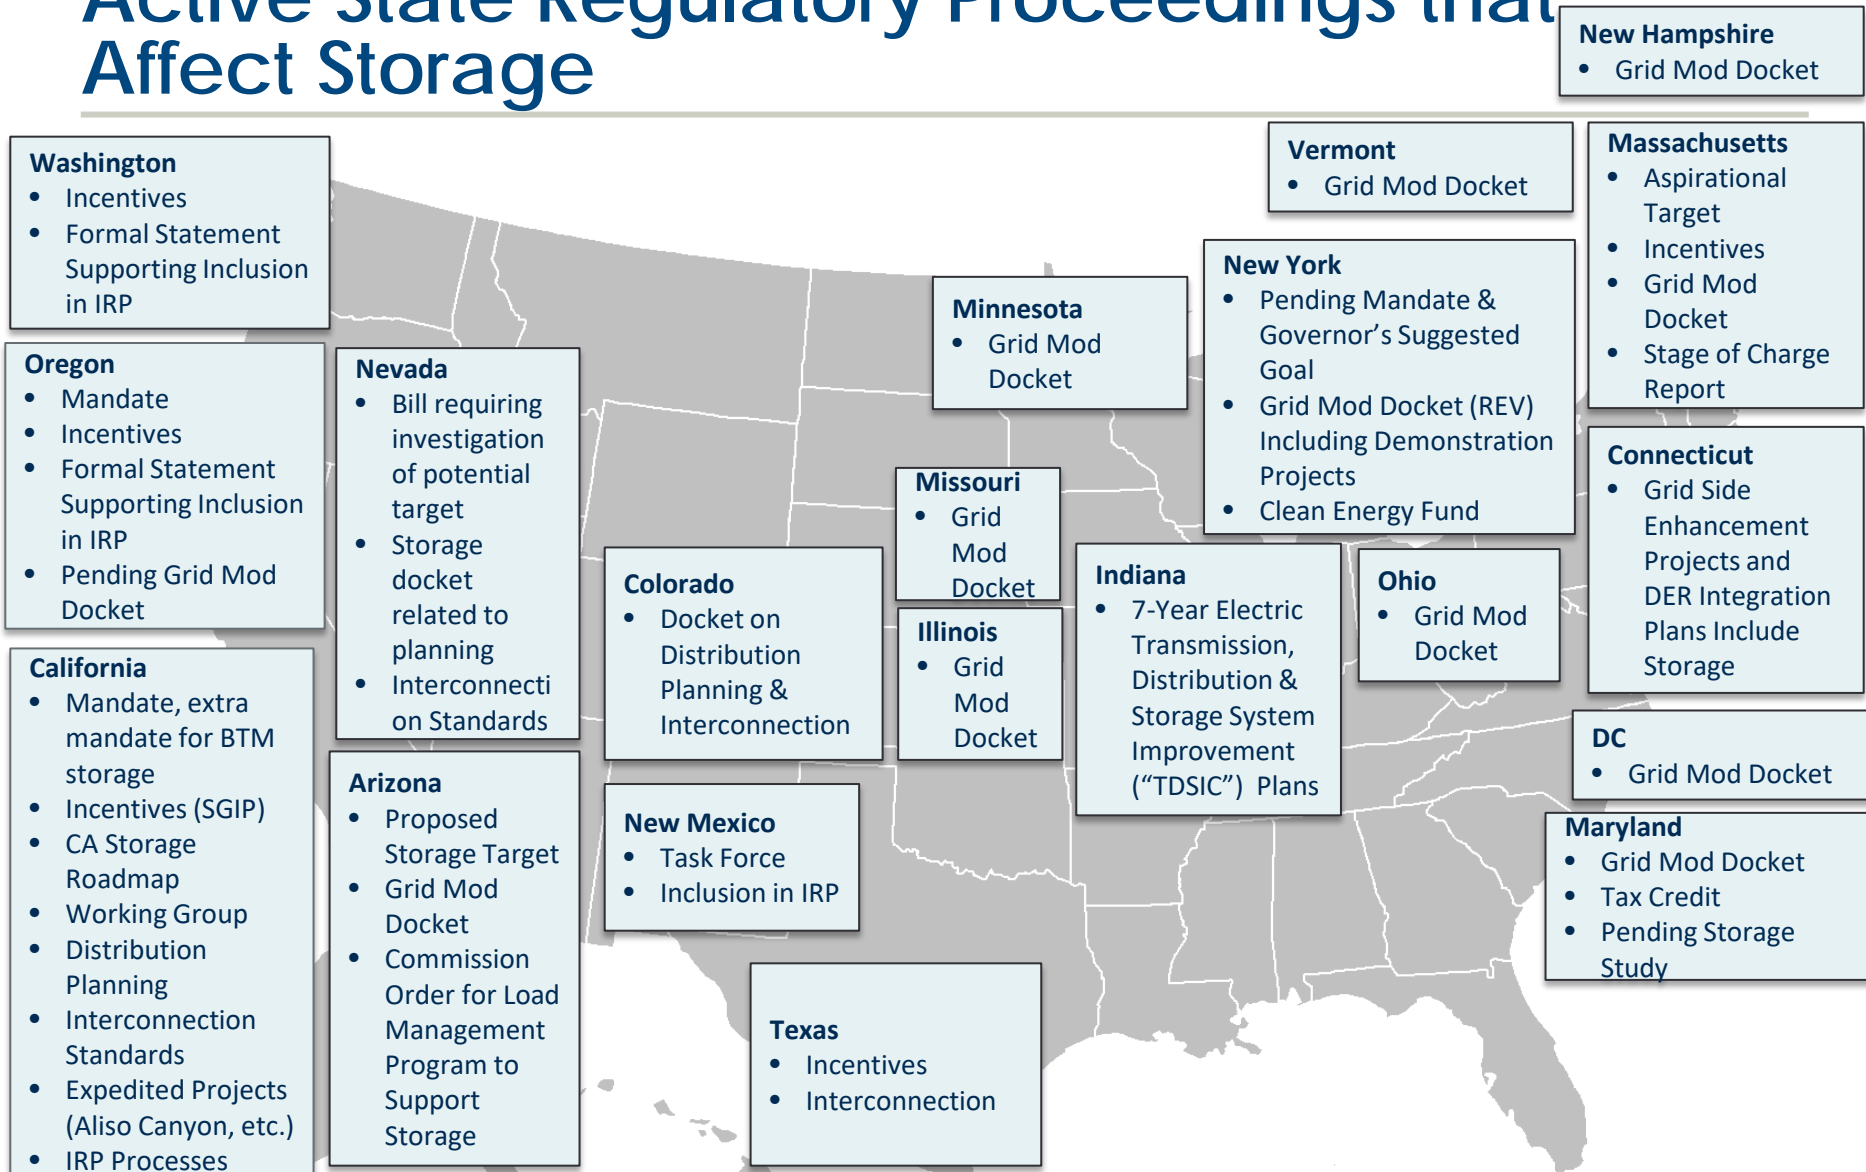 Active State Regulatory Proceedings that
Affect Storage
New Hampshire
• Grid Mod Docket
Washington
• Incentives
• Formal Statement
Supporting Inclusion
in IRP
Vermont
• Grid Mod Docket
Massachusetts
• Aspirational
Target
• Incentives
• Grid Mod
Docket
• Stage of Charge
Report
New York
• Pending Mandate &
Governor's Suggested
Goal
• Grid Mod Docket (REV)
Including Demonstration
Projects
• Clean Energy Fund
Minnesota
• Grid Mod
Docket
Oregon
• Mandate
• Incentives
• Formal Statement
Supporting Inclusion
in IRP
• Pending Grid Mod
Docket
Nevada
• Bill requiring
investigation
of potential
target
• Storage
docket
related to
planning
• Interconnecti
on Standards
Missouri
• Grid
Mod
Docket
Connecticut
• Grid Side
Enhancement
Projects and
DER Integration
Plans Include
Storage
Colorado
• Docket on
Distribution
Planning &
Interconnection
Illinois
• Grid
Mod
Docket
Indiana
• 7-Year Electric
Transmission,
Distribution &
Storage System
Improvement
("TDSIC") Plans
Ohio
• Grid Mod
Docket
California
• Mandate, extra
mandate for BTM
storage
• Incentives (SGIP)
• CA Storage
Roadmap
• Working Group
• Distribution
Planning
• Interconnection
Standards
• Expedited Projects
(Aliso Canyon, etc.)
• IRP Processes
Arizona
• Proposed
Storage Target
• Grid Mod
Docket
• Commission
Order for Load
Management
Program to
Support
Storage
New Mexico
• Task Force
• Inclusion in IRP
DC
• Grid Mod Docket
Maryland
• Grid Mod Docket
• Tax Credit
• Pending Storage
Study
Texas
• Incentives
• Interconnection